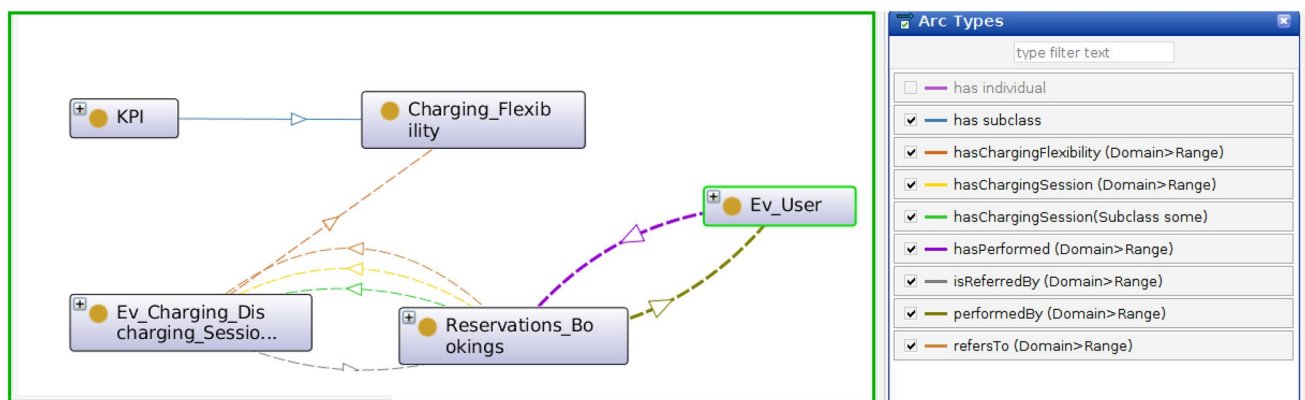 Arc Types
type filter text
has individual
has subclass
hasChargingFlexibility (Domain>Range)
hasChargingSession (Domain>Range)
hasChargingSession(Subclass some)
hasPerformed (Domain>Range)
isReferredBy (Domain>Range)
performedBy (Domain>Range)
refersTo (Domain>Range)
KPI
Charging_Flexib
ility
Ev_User
Ev_Charging_Dis
charging_Sessio...
Reservations_Bo
okings